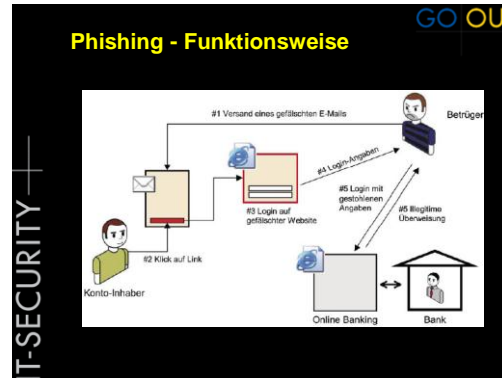 GO OU
Phishing - Funktionsweise
IT-SECURITY
#1 Versand eines gefälschten E-Mails
Betrüger
#4 Login-Angaben
#3 Login auf
gefälschter Website
#5 Login mit
gestohlenen
Angaben
#6 Illegitime
Überweisung
#2 Klick auf Link
Konto-Inhaber
Online Banking
Bank